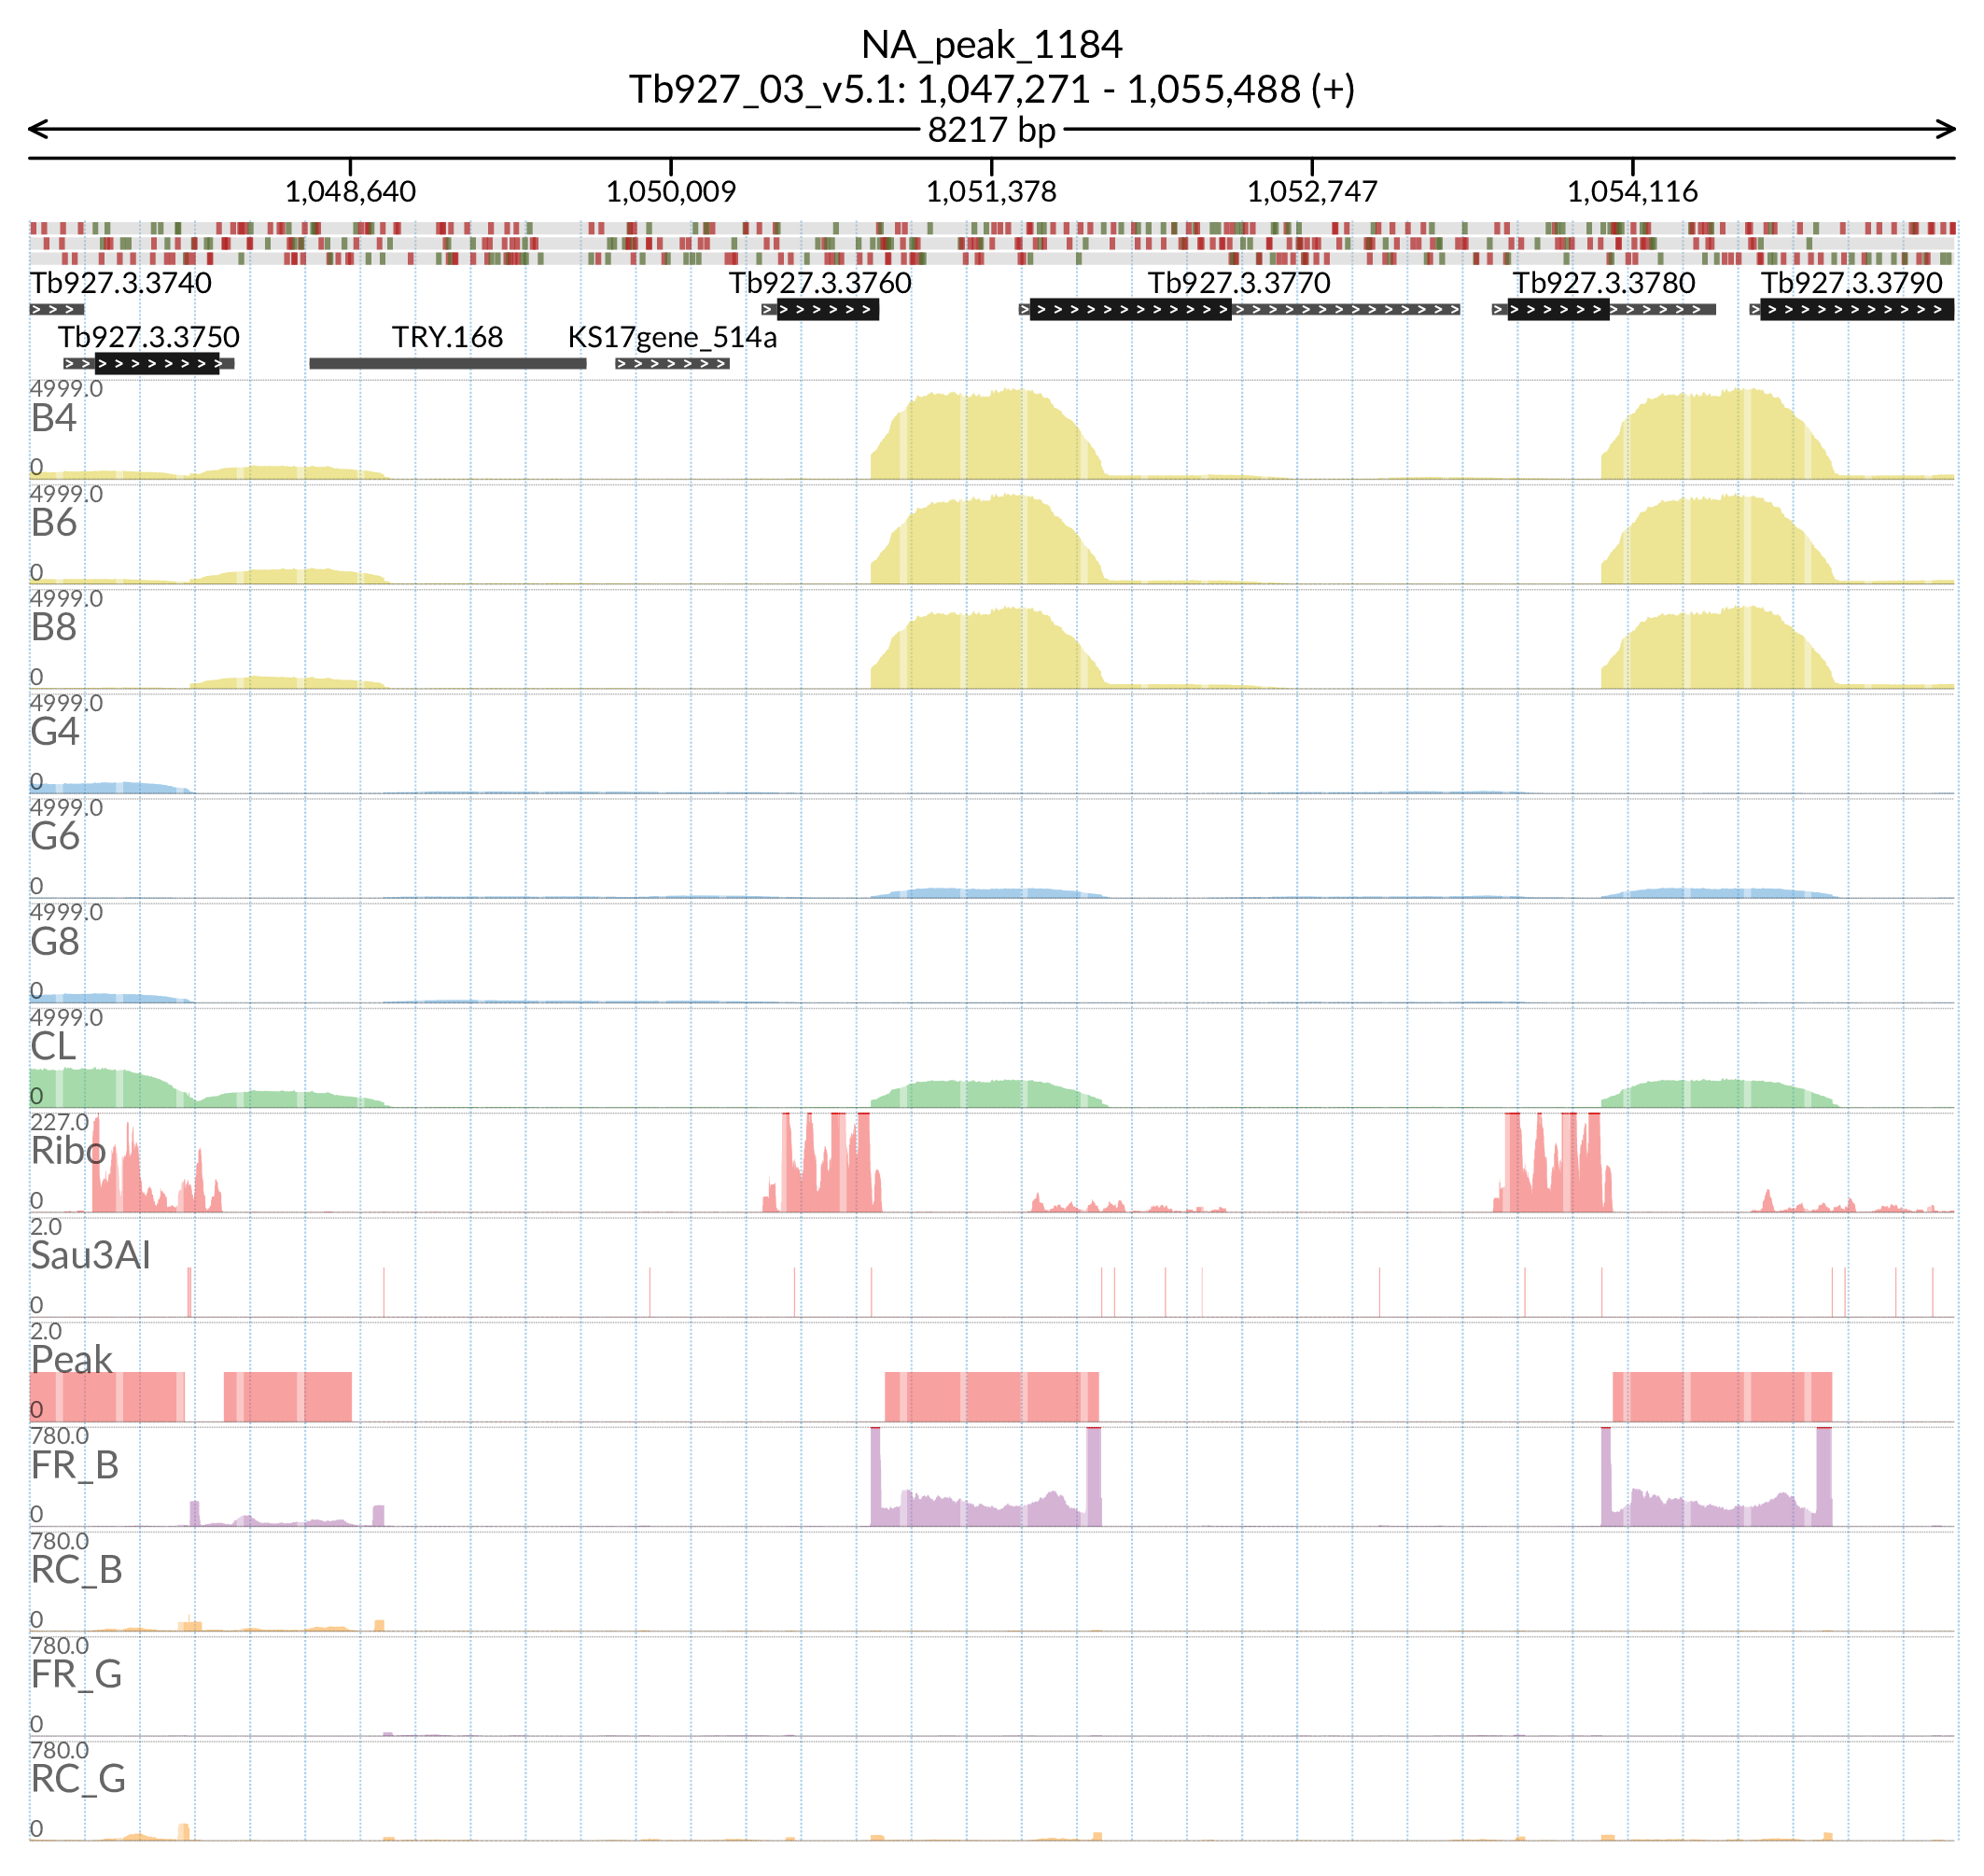 NA_peak_1184
Tb927_03_v5.1: 1,047,271 - 1,055,488 (+)
8217 bp
1,048,640 1,050,009 1,051,378 1,052,747 1,054,116
Tb927.3.3740 Tb927.3.3760 Tb927.3.3770 Tb927.3.3780 Tb927.3.3790
Tb927.3.3750 TRY.168 KS17gene_514a
4999.0
B4
0
4999.0
B6
0
4999.0
B8
0
4999.0
G4
0
4999.0
G6
0
4999.0
G8
0
4999.0
CL
0
227.0
Ribo
0
2.0
Sau3AI
0
2.0
Peak
0
780.0
FR_B
0
780.0
RC_B
0
780.0
FR_G
0
780.0
RC_G
0